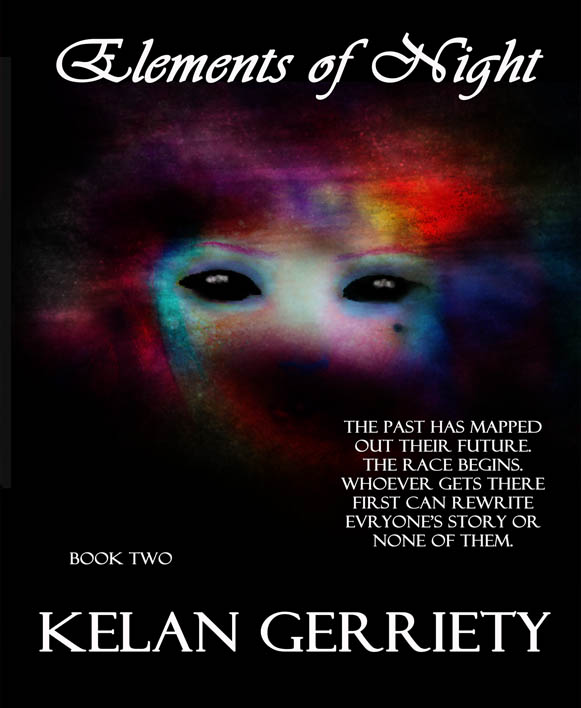 Elements of Night
THE PAST HAS MAPPED
OUT THEIR FUTURE.
THE RACE BEGINS.
WHOEVER GETS THERE
FIRST CAN REWRITE
EVRYONE'S STORY OR
NONE OF THEM.
BOOK TWO
KELAN GERRIETY